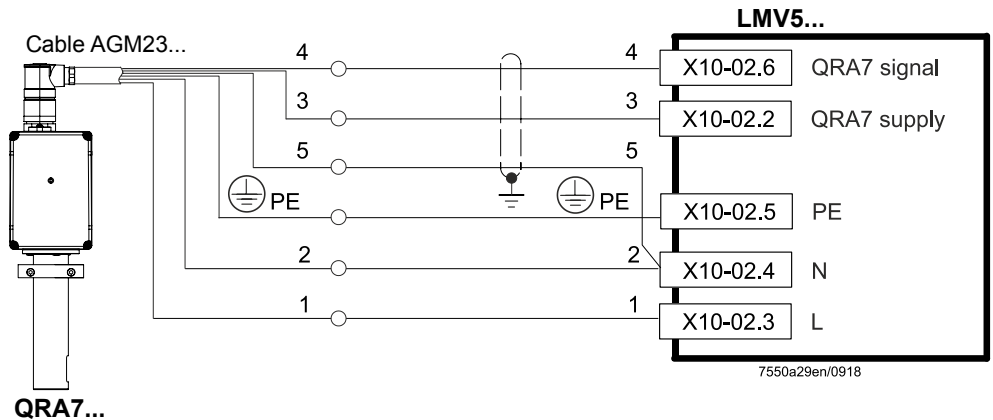 LMV5...
Cable AGM23...
4 4 X10-02.6 QRA7 signal
3 3 X10-02.2 QRA7 supply
5 5
PE PE X10-02.5 PE
2 2 X10-02.4 N
1 1 X10-02.3 L
7550a29en/0918
QRA7...